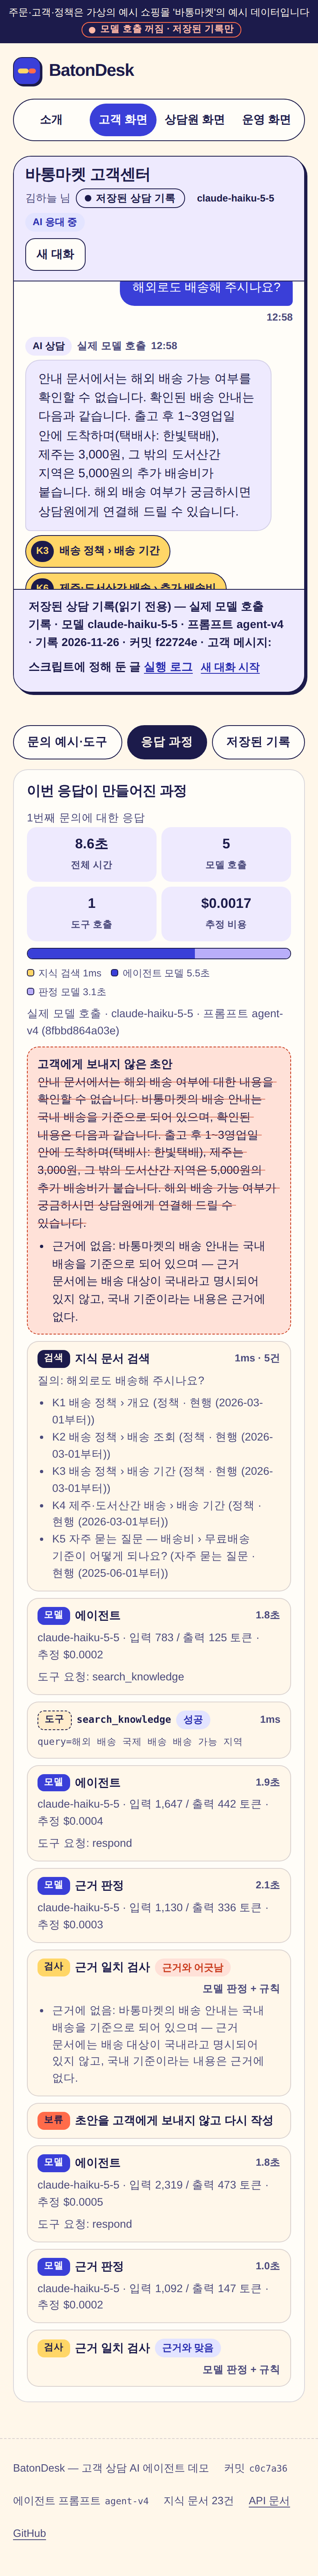 주문·고객·정책은 가상의 예시 쇼핑몰 '바통마켓'의 예시 데이터입니다
모델 호출 꺼짐 · 저장된 기록만
BatonDesk
소개
고객 화면
상담원 화면
운영 화면
바통마켓 고객센터
김하늘 님
저장된 상담 기록
claude-haiku-5-5
AI 응대 중
새 대화
해외로도 배송해 주시나요?
12:58
AI 상담 실제 모델 호출 12:58
안내 문서에서는 해외 배송 가능 여부를
확인할 수 없습니다. 확인된 배송 안내는
다음과 같습니다. 출고 후 1~3영업일
안에 도착하며(택배사: 한빛택배),
제주는 3,000원, 그 밖의 도서산간
지역은 5,000원의 추가 배송비가
붙습니다. 해외 배송 여부가 궁금하시면
상담원에게 연결해 드릴 수 있습니다.
K3 배송 정책 › 배송 기간
K6 제주·도서산간 배송 › 추가 배송비
저장된 상담 기록(읽기 전용) — 실제 모델 호출
기록 · 모델 claude-haiku-5-5 · 프롬프트 agent-v4
· 기록 2026-11-26 · 커밋 f22724e · 고객 메시지:
스크립트에 정해 둔 글 실행 로그 새 대화 시작
문의 예시·도구
응답 과정
저장된 기록
이번 응답이 만들어진 과정
1번째 문의에 대한 응답
8.6초
전체 시간
5
모델 호출
1
도구 호출
$0.0017
추정 비용
지식 검색 1ms 에이전트 모델 5.5초
판정 모델 3.1초
실제 모델 호출 · claude-haiku-5-5 · 프롬프트 agent-
v4 (8fbbd864a03e)
고객에게 보내지 않은 초안
안내 문서에서는 해외 배송 여부에 대한 내용을
확인할 수 없습니다. 바통마켓의 배송 안내는
국내 배송을 기준으로 되어 있으며, 확인된
내용은 다음과 같습니다. 출고 후 1~3영업일
안에 도착하며(택배사: 한빛택배), 제주는
3,000원, 그 밖의 도서산간 지역은 5,000원의
추가 배송비가 붙습니다. 해외 배송 가능 여부가
궁금하시면 상담원에게 연결해 드릴 수
있습니다.
• 근거에 없음: 바통마켓의 배송 안내는 국내
배송을 기준으로 되어 있으며 — 근거
문서에는 배송 대상이 국내라고 명시되어
있지 않고, 국내 기준이라는 내용은 근거에
없다.
검색 지식 문서 검색 1ms · 5건
질의: 해외로도 배송해 주시나요?
• K1 배송 정책 › 개요 (정책 · 현행 (2026-03-
01부터))
• K2 배송 정책 › 배송 조회 (정책 · 현행 (2026-
03-01부터))
• K3 배송 정책 › 배송 기간 (정책 · 현행 (2026-
03-01부터))
• K4 제주·도서산간 배송 › 배송 기간 (정책 ·
현행 (2026-03-01부터))
• K5 자주 묻는 질문 — 배송비 › 무료배송
기준이 어떻게 되나요? (자주 묻는 질문 ·
현행 (2025-06-01부터))
모델 에이전트 1.8초
claude-haiku-5-5 · 입력 783 / 출력 125 토큰 ·
추정 $0.0002
도구 요청: search_knowledge
도구 search_knowledge 성공 1ms
query=해외 배송 국제 배송 배송 가능 지역
모델 에이전트 1.9초
claude-haiku-5-5 · 입력 1,647 / 출력 442 토큰 ·
추정 $0.0004
도구 요청: respond
모델 근거 판정 2.1초
claude-haiku-5-5 · 입력 1,130 / 출력 336 토큰 ·
추정 $0.0003
검사 근거 일치 검사 근거와 어긋남
모델 판정 + 규칙
• 근거에 없음: 바통마켓의 배송 안내는 국내
배송을 기준으로 되어 있으며 — 근거
문서에는 배송 대상이 국내라고 명시되어
있지 않고, 국내 기준이라는 내용은 근거에
없다.
보류 초안을 고객에게 보내지 않고 다시 작성
모델 에이전트 1.8초
claude-haiku-5-5 · 입력 2,319 / 출력 473 토큰 ·
추정 $0.0005
도구 요청: respond
모델 근거 판정 1.0초
claude-haiku-5-5 · 입력 1,092 / 출력 147 토큰 ·
추정 $0.0002
검사 근거 일치 검사 근거와 맞음
모델 판정 + 규칙
BatonDesk — 고객 상담 AI 에이전트 데모 커밋 c0c7a36
에이전트 프롬프트 agent-v4 지식 문서 23건 API 문서
GitHub